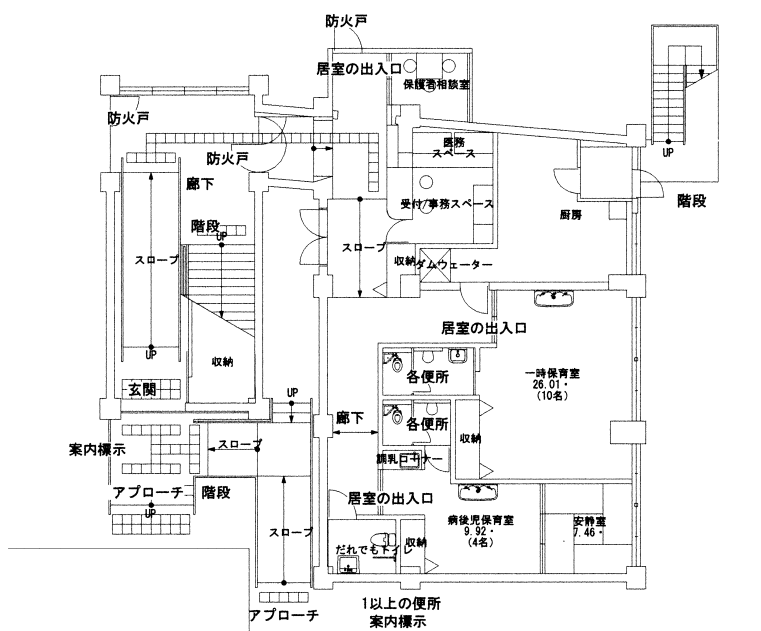 防火戸
居室の出入口
保護者相談室
防火戸
医務
スペース
防火戸
UP
廊下
階段
受付/事務スペース
階段
厨房
UP
スロープ
スロープ
収納
ダムウェーター
居室の出入口
UP
収納
各便所
一時保育室
26.01・
(10名)
玄関
UP
廊下
各便所
収納
案内標示
スロープ
調乳コーナー
アプローチ
階段
居室の出入口
UP
病後児保育室
9.92・
(4名)
安静室
7.46・
スロープ
だれでもトイレ
収納
1以上の便所
アプローチ
案内標示